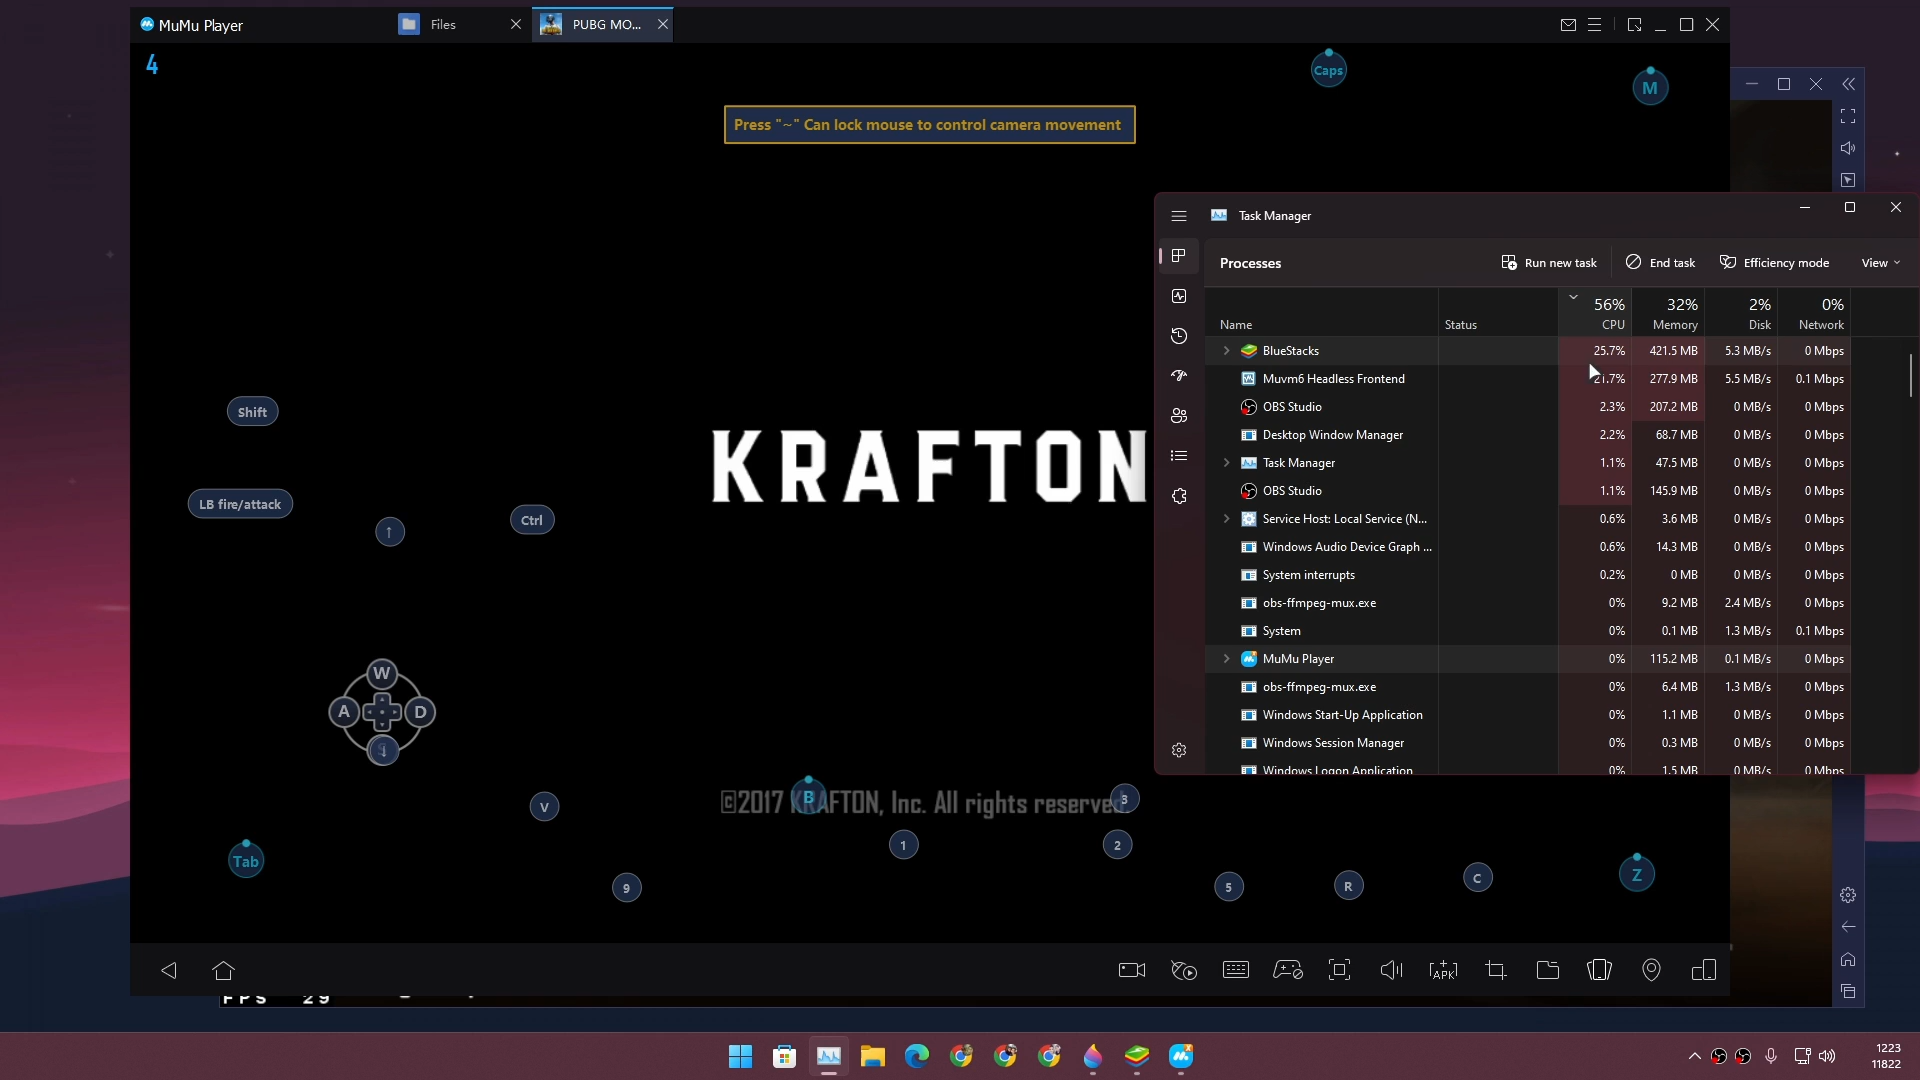 MuMu Player
Files
PUBG MO...
4
Caps
M
Press "~" Can lock mouse to control camera movement
Shift
LB fire/attack
↑
Ctrl
KRAFTON
W
A
D
V
B
©2017 KRAFTON, Inc. All rights reserved.
3
Tab
9
1
2
5
R
C
Z
APK
FPS 29
Task Manager
Processes
Run new task
End task
Efficiency mode
View
56% 32% 2% 0%
Name Status CPU Memory Disk Network
BlueStacks 25.7% 421.5 MB 5.3 MB/s 0 Mbps
Muvm6 Headless Frontend 21.7% 277.9 MB 5.5 MB/s 0.1 Mbps
OBS Studio 2.3% 207.2 MB 0 MB/s 0 Mbps
Desktop Window Manager 2.2% 68.7 MB 0 MB/s 0 Mbps
Task Manager 1.1% 47.5 MB 0 MB/s 0 Mbps
OBS Studio 1.1% 145.9 MB 0 MB/s 0 Mbps
Service Host: Local Service (N... 0.6% 3.6 MB 0 MB/s 0 Mbps
Windows Audio Device Graph ... 0.6% 14.3 MB 0 MB/s 0 Mbps
System interrupts 0.2% 0 MB 0 MB/s 0 Mbps
obs-ffmpeg-mux.exe 0% 9.2 MB 2.4 MB/s 0 Mbps
System 0% 0.1 MB 1.3 MB/s 0.1 Mbps
MuMu Player 0% 115.2 MB 0.1 MB/s 0 Mbps
obs-ffmpeg-mux.exe 0% 6.4 MB 1.3 MB/s 0 Mbps
Windows Start-Up Application 0% 1.1 MB 0 MB/s 0 Mbps
Windows Session Manager 0% 0.3 MB 0 MB/s 0 Mbps
Windows Logon Application 0% 1.5 MB 0 MB/s 0 Mbps
1223
11822